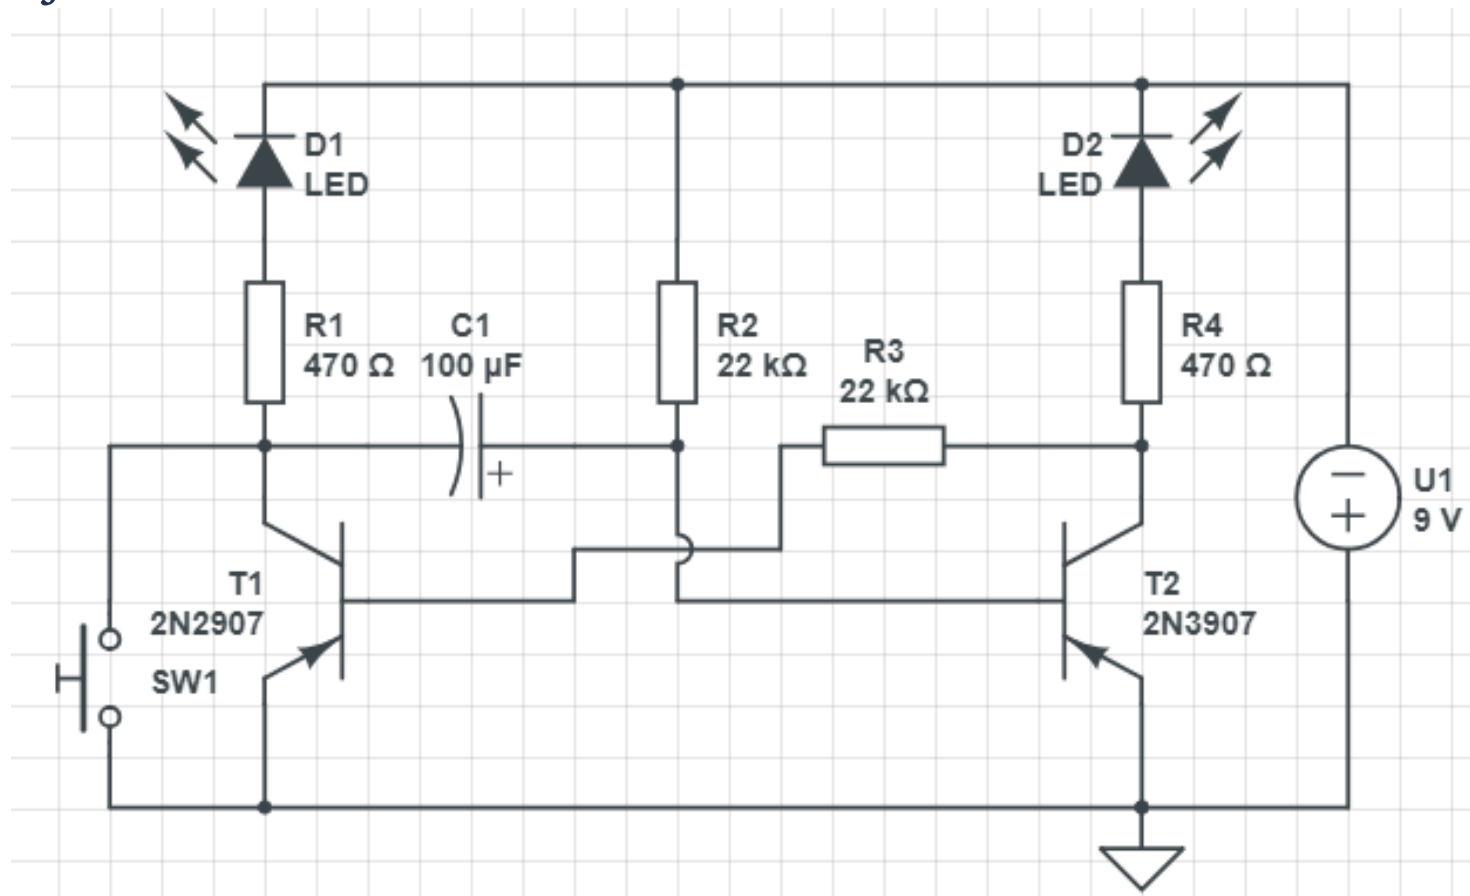 D1
LED
D2
LED
R1
470 Ω
C1
100 μF
R2
22 kΩ
R3
22 kΩ
R4
470 Ω
+
−
+
U1
9 V
T1
2N2907
T2
2N3907
SW1